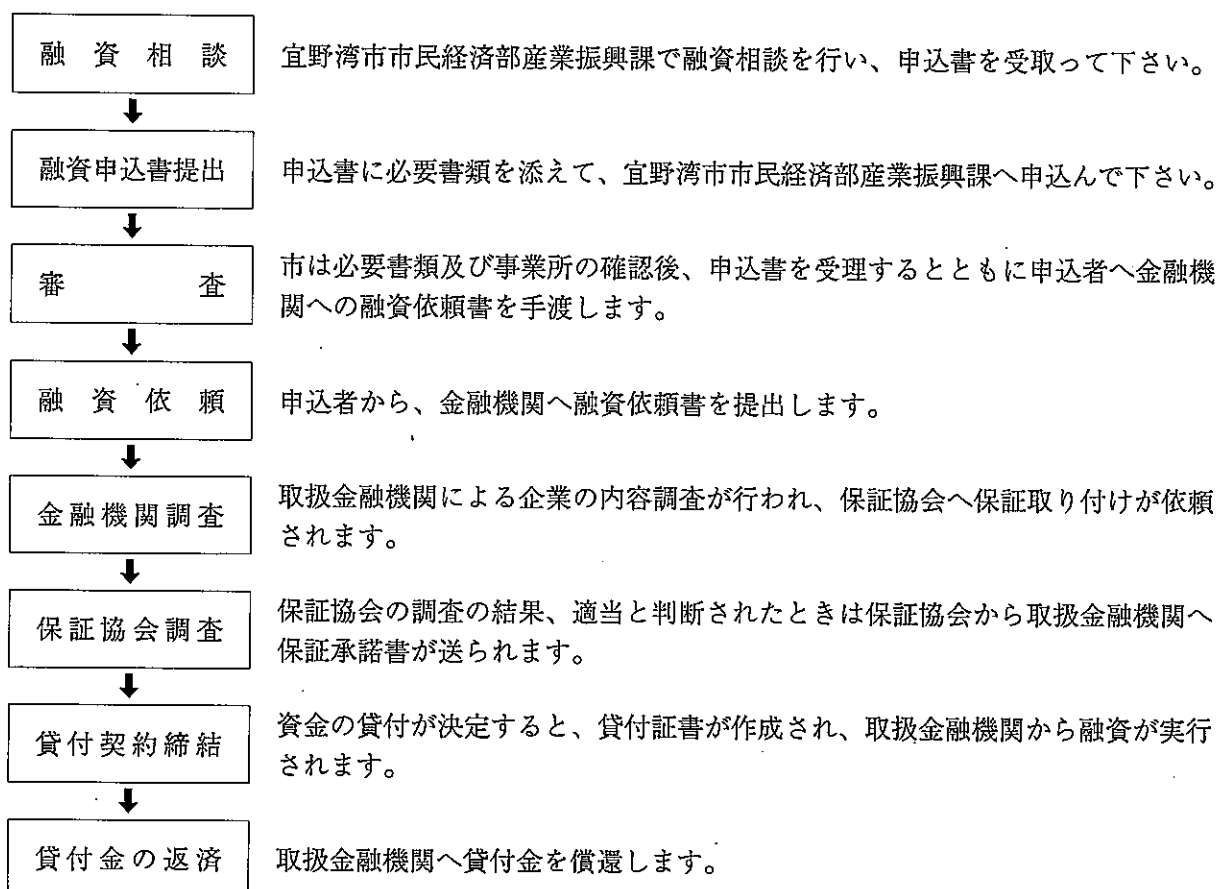 融資相談
宜野湾市市民経済部産業振興課で融資相談を行い、申込書を受取って下さい。
融資申込書提出
申込書に必要書類を添えて、宜野湾市市民経済部産業振興課へ申込んで下さい。
審査
市は必要書類及び事業所の確認後、申込書を受理するとともに申込者へ金融機
関への融資依頼書を手渡します。
融資依頼
申込者から、金融機関へ融資依頼書を提出します。
金融機関調査
取扱金融機関による企業の内容調査が行われ、保証協会へ保証取り付けが依頼
されます。
保証協会調査
保証協会の調査の結果、適当と判断されたときは保証協会から取扱金融機関へ
保証承諾書が送られます。
貸付契約締結
資金の貸付が決定すると、貸付証書が作成され、取扱金融機関から融資が実行
されます。
貸付金の返済
取扱金融機関へ貸付金を償還します。